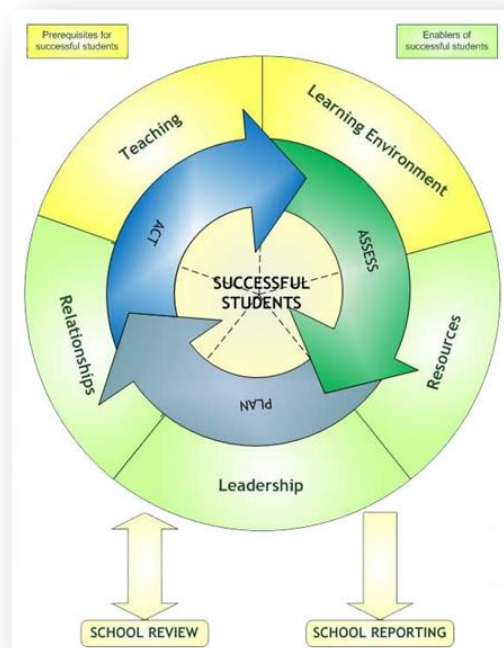 Prerequisites for
successful students
Enablers of
successful students
Teaching
Learning Environment
ACT
ASSESS
SUCCESSFUL
STUDENTS
Relationships
Resources
PLAN
Leadership
SCHOOL REVIEW
SCHOOL REPORTING